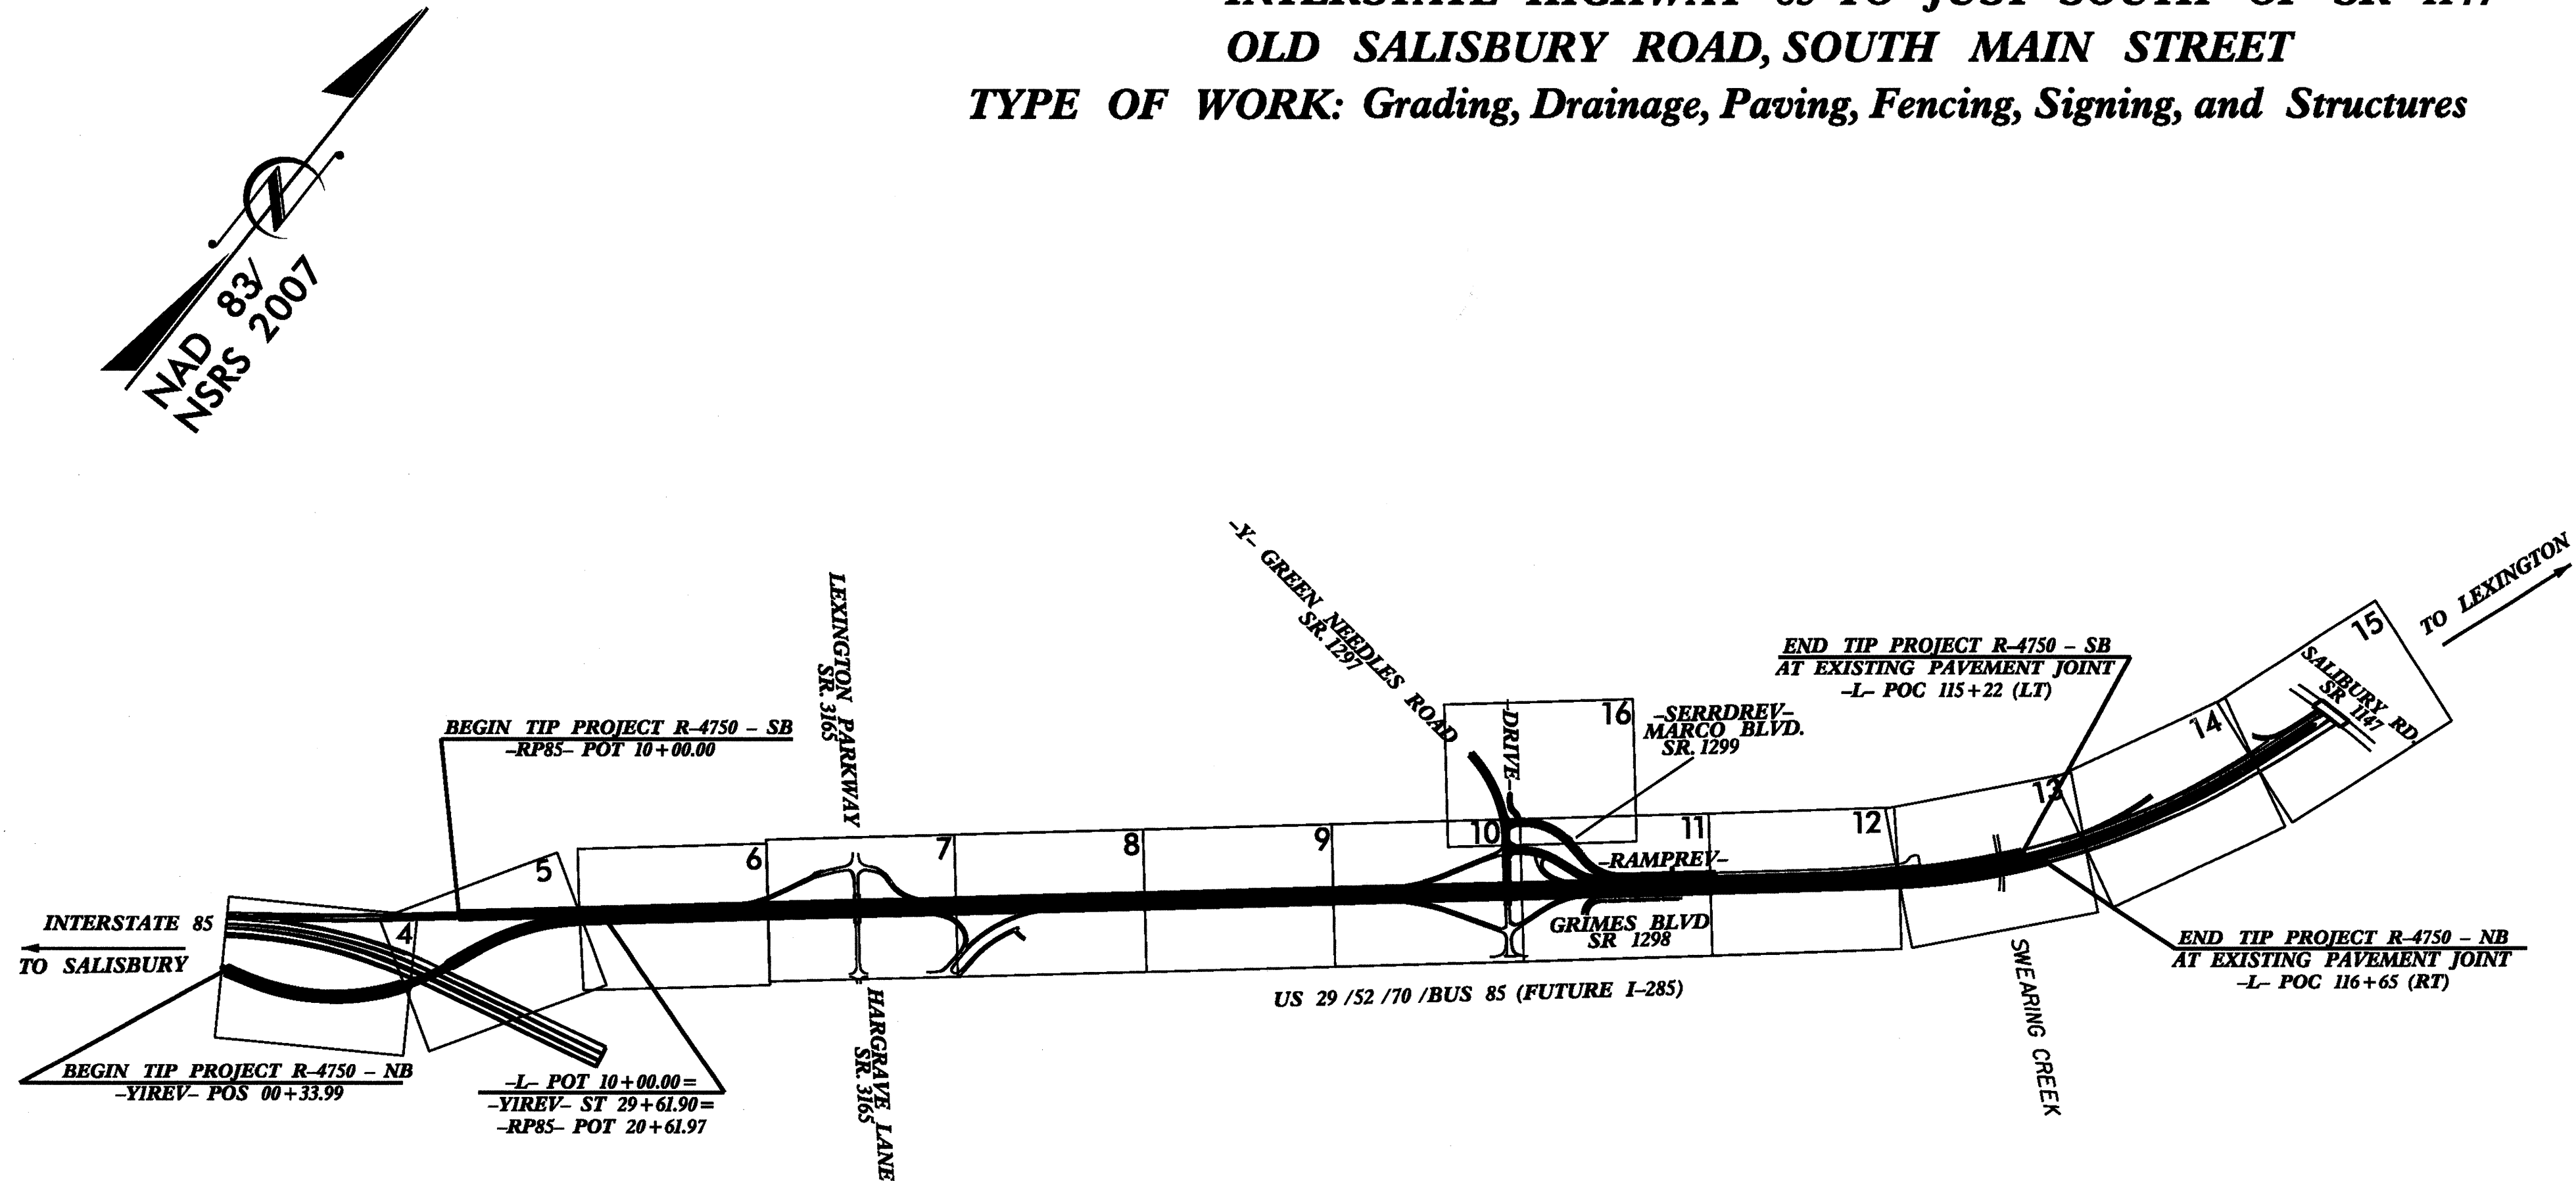 OLD SALISBURY ROAD, SOUTH MAIN STREET
TYPE OF WORK: Grading, Drainage, Paving, Fencing, Signing, and Structures
N
NAD 83/
NSRS 2007
-Y- GREEN NEEDLES ROAD
SR. 1297
LEXINGTON PARKWAY
SR. 3165
TO LEXINGTON
END TIP PROJECT R-4750 - SB
AT EXISTING PAVEMENT JOINT
-L- POC 115+22 (LT)
15
SALIBURY RD.
SR 1147
BEGIN TIP PROJECT R-4750 - SB
-RP85- POT 10+00.00
-DRIVE-
16
-SERRDREV-
MARCO BLVD.
SR. 1299
14
13
4
5
6
7
8
9
10
11
12
-RAMPREV-
GRIMES BLVD
SR 1298
INTERSTATE 85
TO SALISBURY
END TIP PROJECT R-4750 - NB
AT EXISTING PAVEMENT JOINT
-L- POC 116+65 (RT)
SWEARING CREEK
US 29 /52 /70 /BUS 85 (FUTURE I-285)
HARGRAVE LANE
SR. 3165
BEGIN TIP PROJECT R-4750 - NB
-Y1REV- POS 00+33.99
-L- POT 10+00.00=
-Y1REV- ST 29+61.90=
-RP85- POT 20+61.97